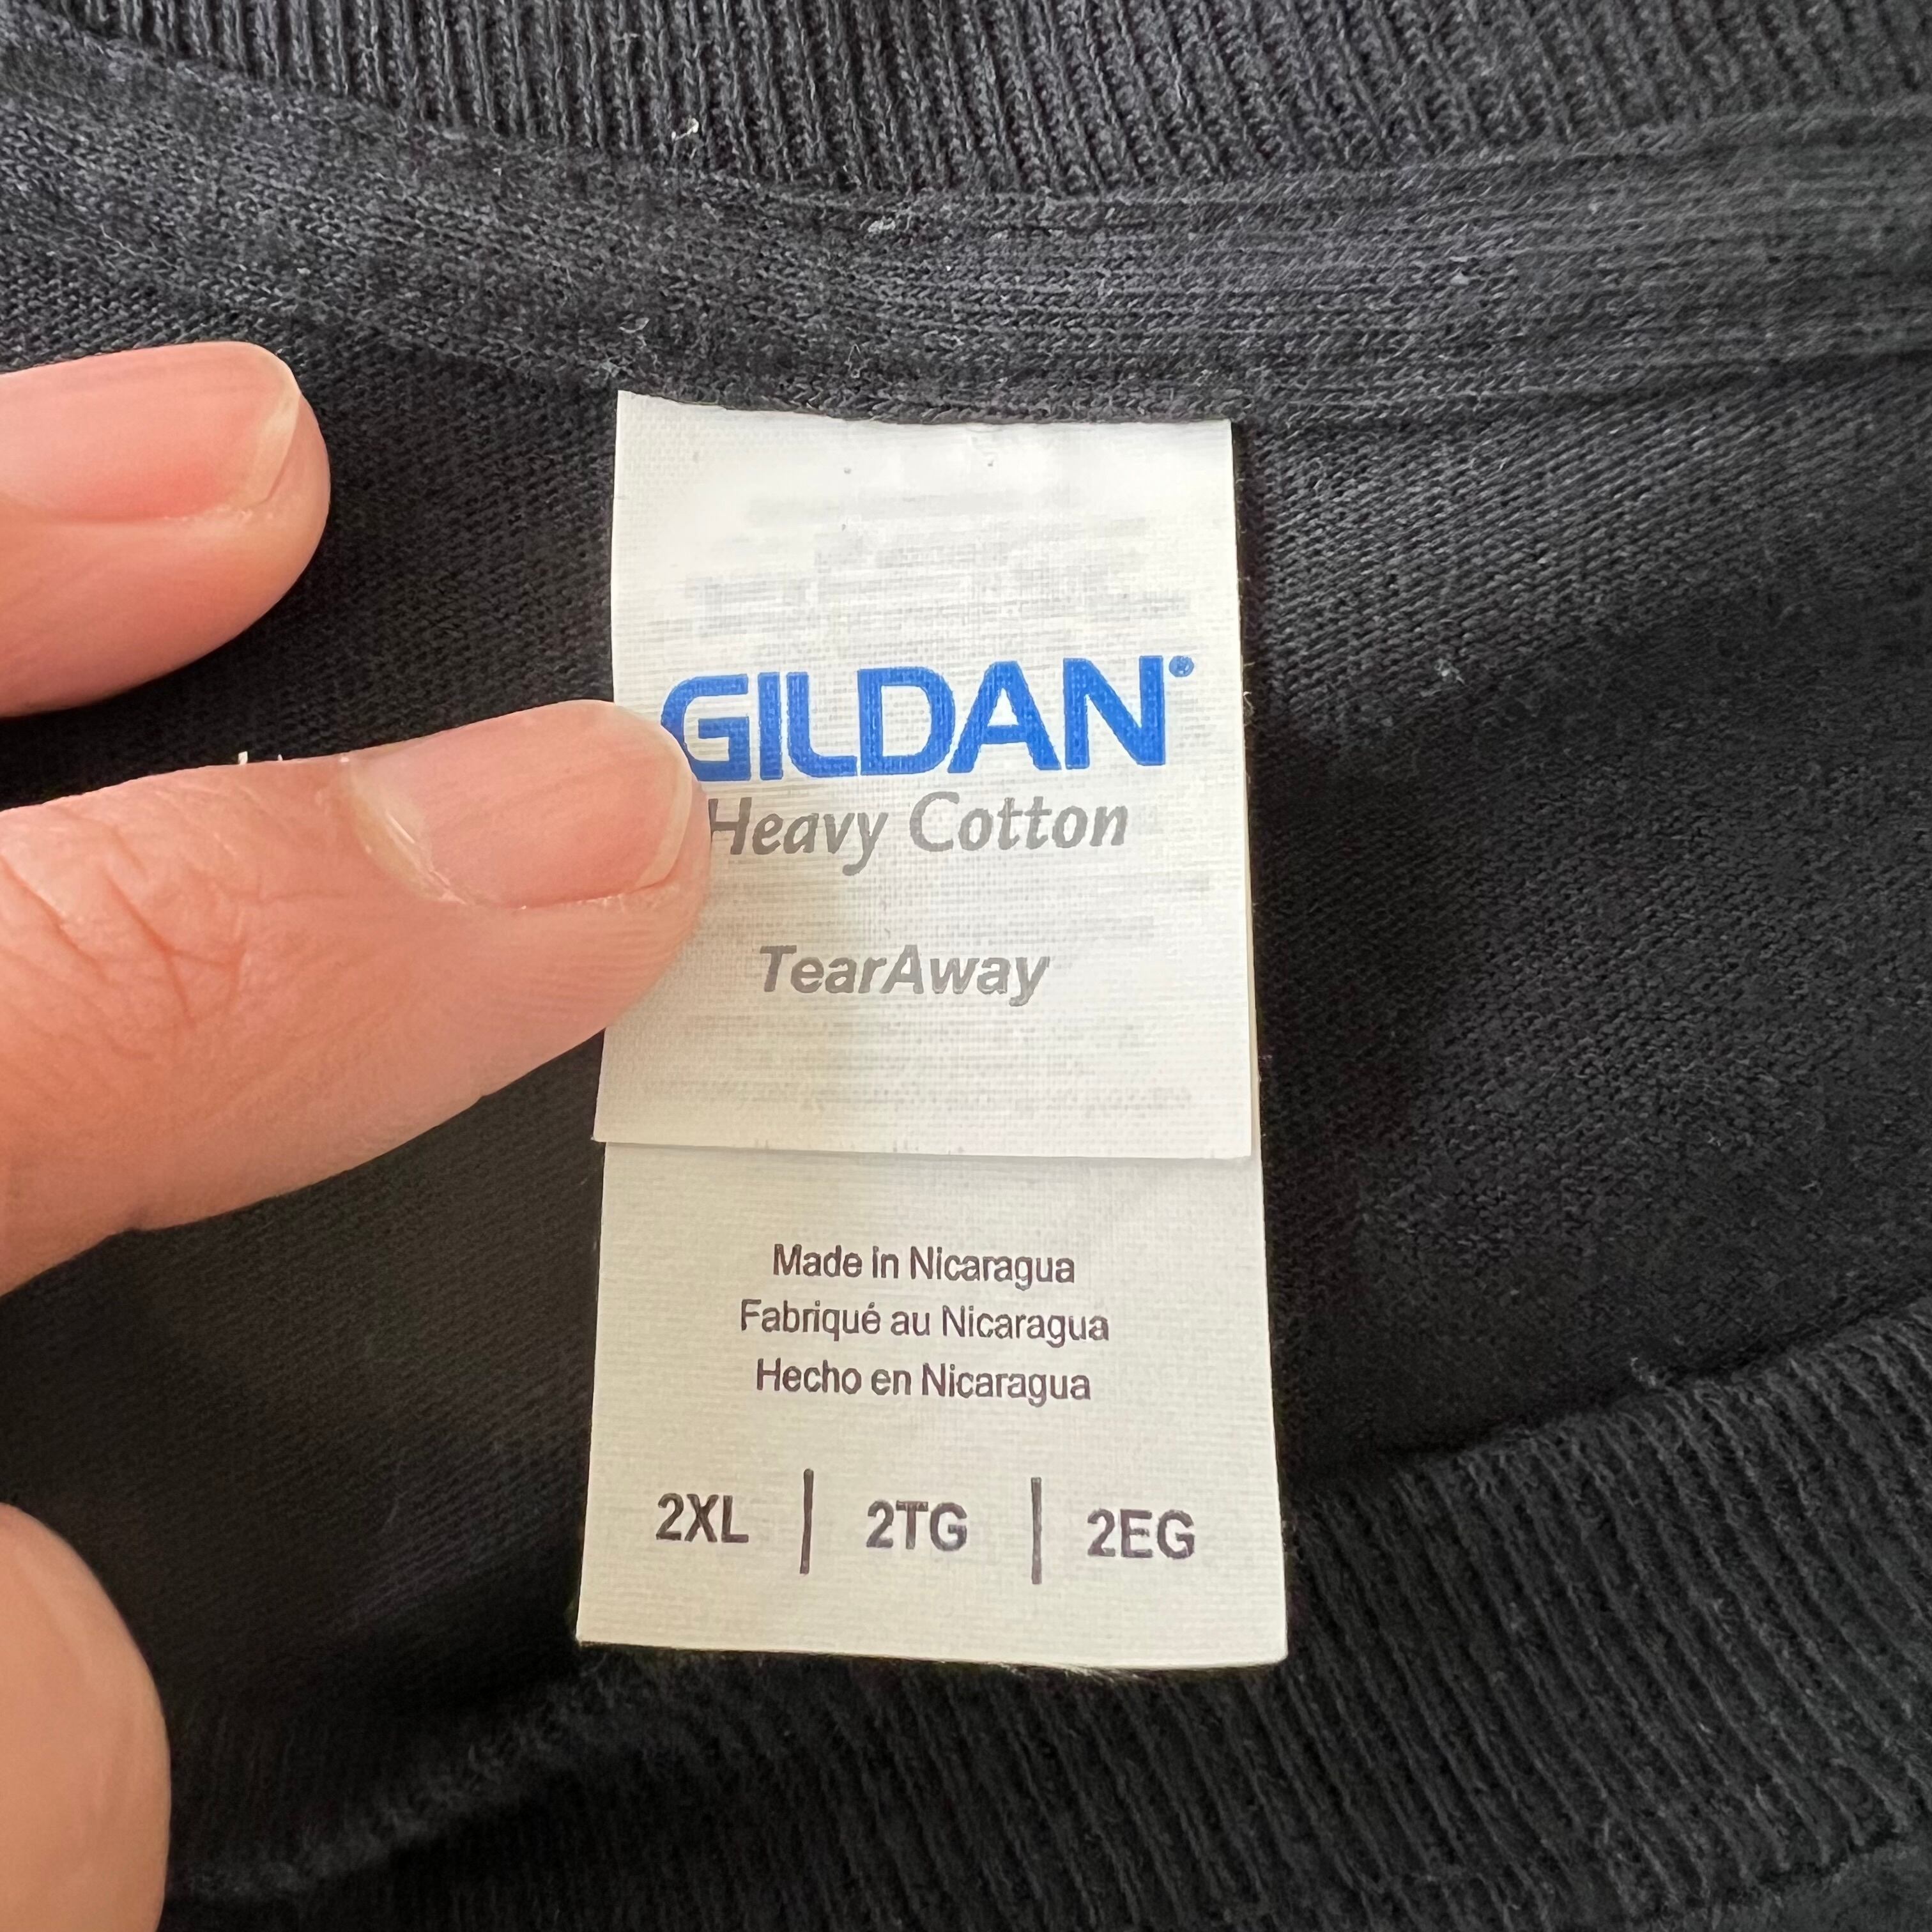 GILDAN®
Heavy Cotton
TearAway
Made in Nicaragua
Fabriqué au Nicaragua
Hecho en Nicaragua
2XL | 2TG | 2EG